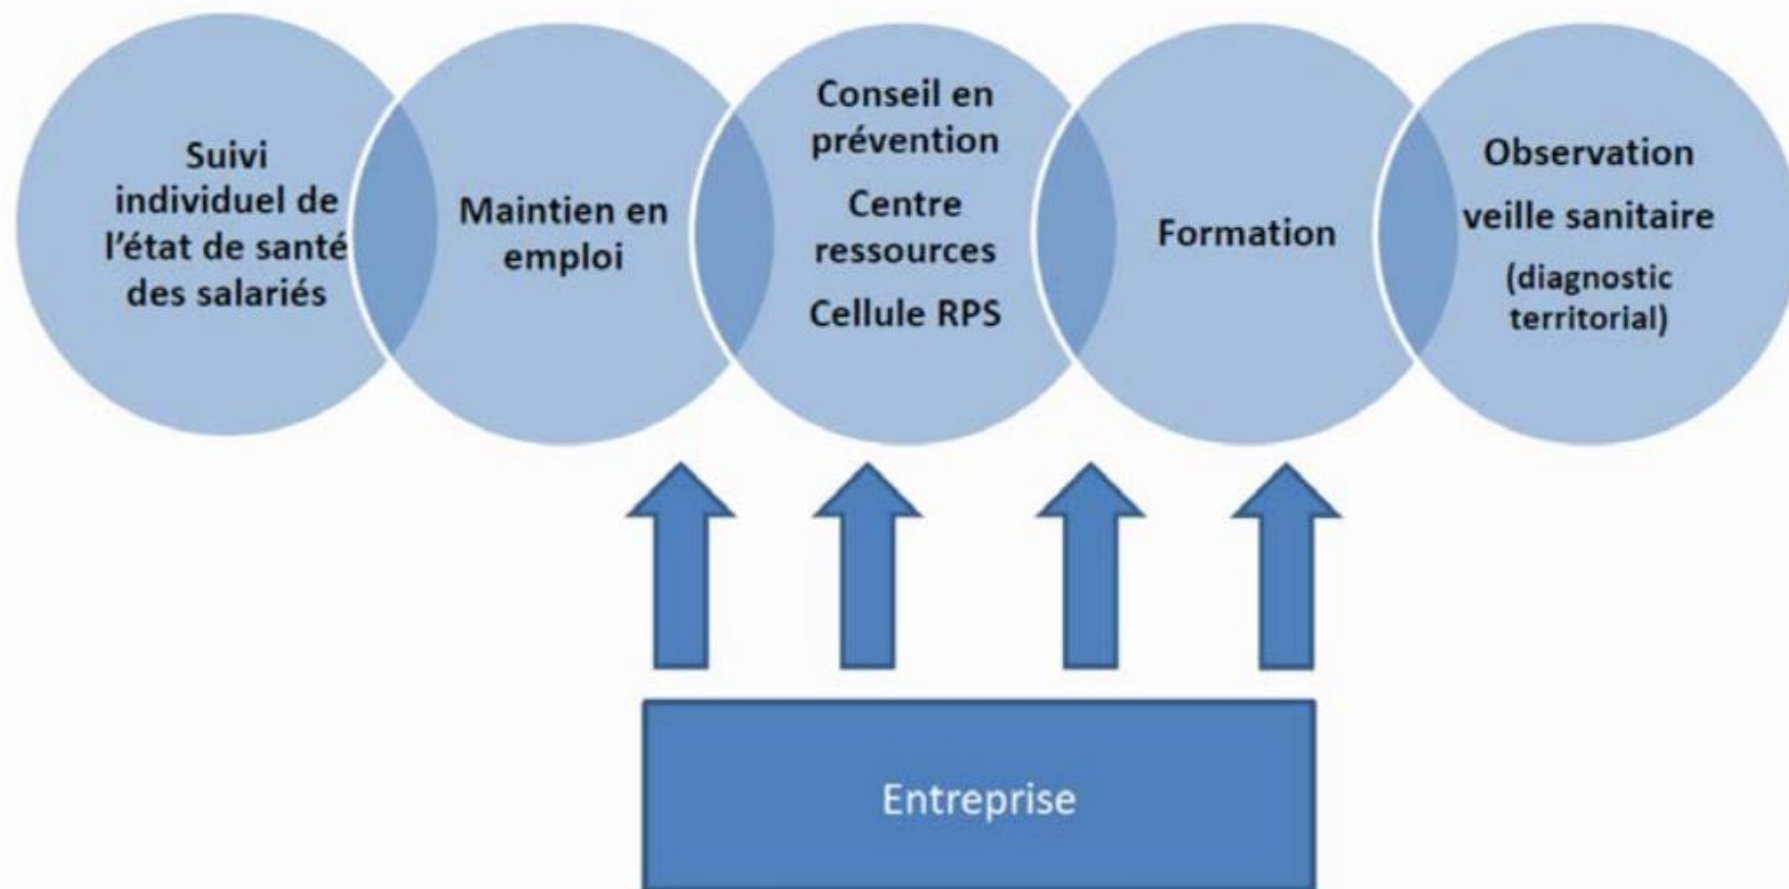 Suivi
individuel de
l'état de santé
des salariés
Maintien en
emploi
Conseil en
prévention
Centre
ressources
Cellule RPS
Formation
Observation
veille sanitaire
(diagnostic
territorial)
Entreprise